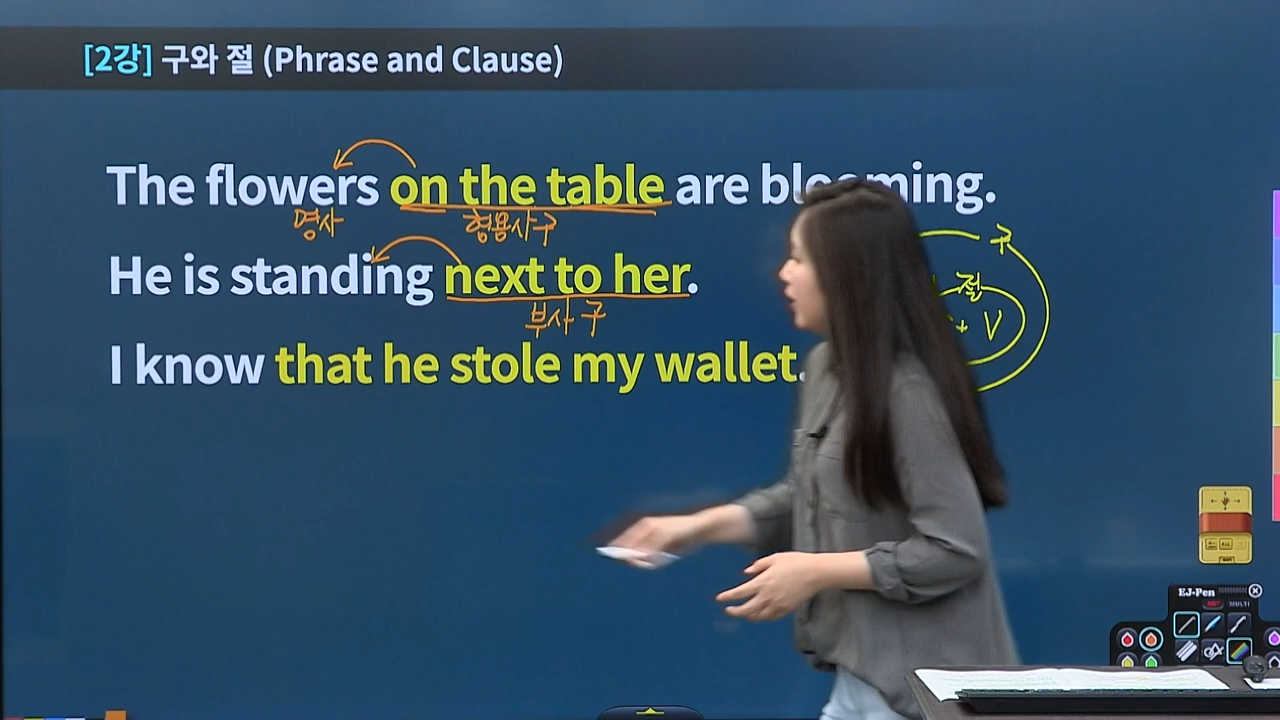 [2강] 구와 절 (Phrase and Clause)
The flowers on the table are blooming.
명사 형용사구
구
He is standing next to her.
절
부사구
+ V
I know that he stole my wallet.
EJ-Pen
MULTI